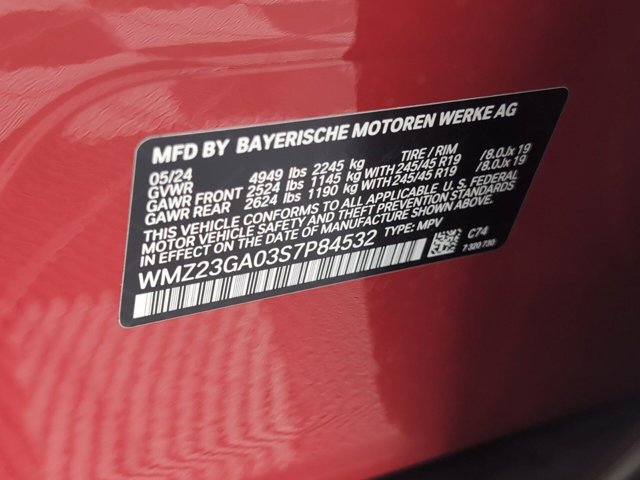 MFD BY BAYERISCHE MOTOREN WERKE AG
05/24 TIRE / RIM
GVWR 4949 lbs 2245 kg
GAWR FRONT 2524 lbs 1145 kg WITH 245/45 R19 /8.0Jx 19
GAWR REAR 2624 lbs 1190 kg WITH 245/45 R19 /8.0Jx 19
THIS VEHICLE CONFORMS TO ALL APPLICABLE U.S. FEDERAL
MOTOR VEHICLE SAFETY AND THEFT PREVENTION STANDARDS
IN EFFECT ON THE DATE OF MANUFACTURE SHOWN ABOVE.
WMZ23GA03S7P84532 TYPE: MPV C74
7 320 730